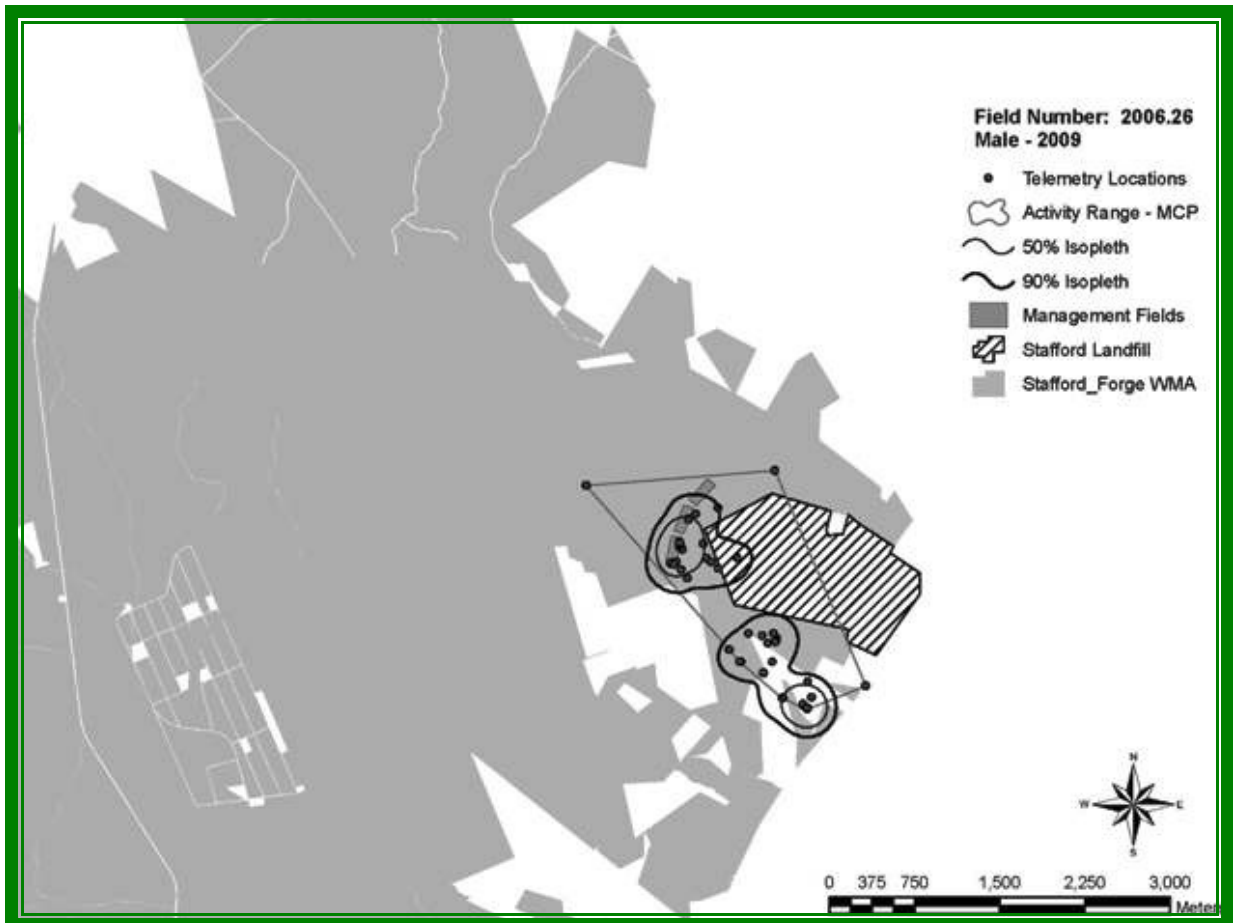 Field Number: 2006.26
Male - 2009
Telemetry Locations
Activity Range - MCP
50% Isopleth
90% Isopleth
Management Fields
Stafford Landfill
Stafford_Forge WMA
N
W E
S
0 375 750 1,500 2,250 3,000
Meters